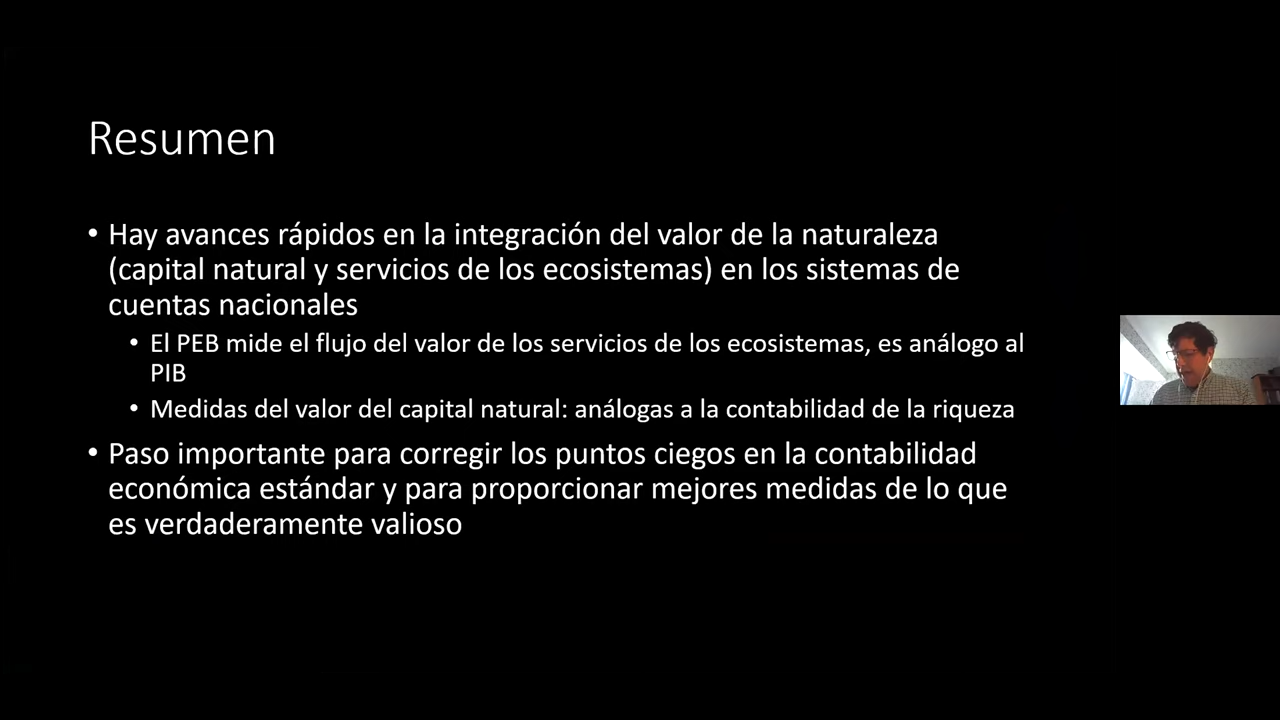 Resumen
• Hay avances rápidos en la integración del valor de la naturaleza
(capital natural y servicios de los ecosistemas) en los sistemas de
cuentas nacionales
• El PEB mide el flujo del valor de los servicios de los ecosistemas, es análogo al
PIB
• Medidas del valor del capital natural: análogas a la contabilidad de la riqueza
• Paso importante para corregir los puntos ciegos en la contabilidad
económica estándar y para proporcionar mejores medidas de lo que
es verdaderamente valioso